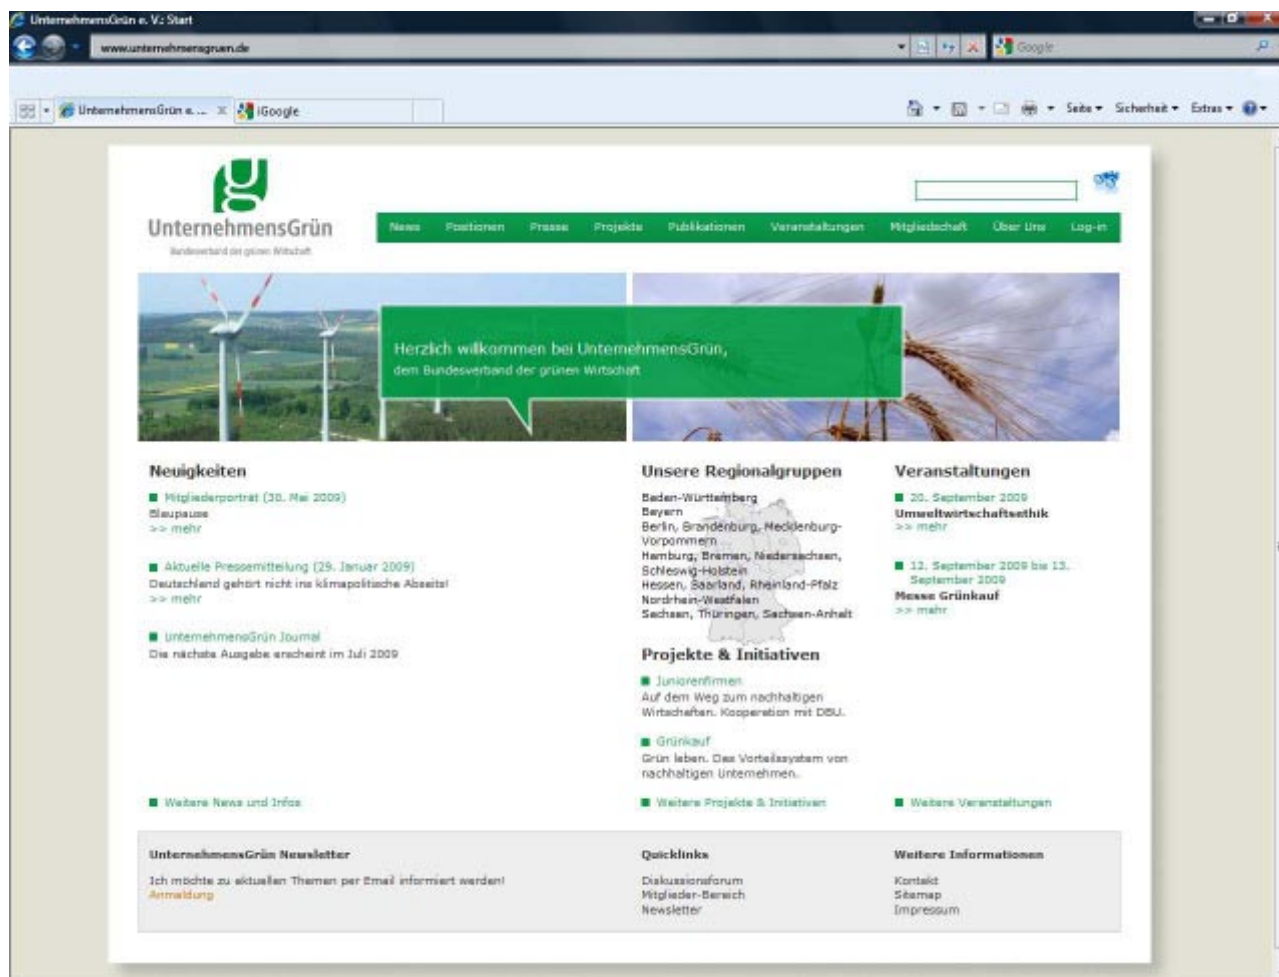 UnternehmensGrün e. V.: Start
www.unternehmensgruen.de
Google
UnternehmensGrün e. ...
iGoogle
Seite
Sicherheit
Extras
UnternehmensGrün
Bundesverband der grünen Wirtschaft
News Positionen Presse Projekte Publikationen Veranstaltungen Mitgliedschaft Über Uns Log-in
Herzlich willkommen bei UnternehmensGrün,
dem Bundesverband der grünen Wirtschaft
Neuigkeiten
Mitgliederporträt (30. Mai 2009)
Blaupause
>> mehr
Aktuelle Pressemitteilung (29. Januar 2009)
Deutschland gehört nicht ins klimapolitische Abseits!
>> mehr
UnternehmensGrün Journal
Die nächste Ausgabe erscheint im Juli 2009
Weitere News und Infos
Unsere Regionalgruppen
Baden-Württemberg
Bayern
Berlin, Brandenburg, Mecklenburg-
Vorpommern
Hamburg, Bremen, Niedersachsen,
Schleswig-Holstein
Hessen, Saarland, Rheinland-Pfalz
Nordrhein-Westfalen
Sachsen, Thüringen, Sachsen-Anhalt
Projekte & Initiativen
Juniorenfirmen
Auf dem Weg zum nachhaltigen
Wirtschaften. Kooperation mit DBU.
Grünkauf
Grün leben. Das Vorteilssystem von
nachhaltigen Unternehmen.
Weitere Projekte & Initiativen
Veranstaltungen
20. September 2009
Umweltwirtschaftsethik
>> mehr
12. September 2009 bis 13.
September 2009
Messe Grünkauf
>> mehr
Weitere Veranstaltungen
UnternehmensGrün Newsletter
Ich möchte zu aktuellen Themen per Email informiert werden!
Anmeldung
Quicklinks
Diskussionsforum
Mitglieder-Bereich
Newsletter
Weitere Informationen
Kontakt
Sitemap
Impressum